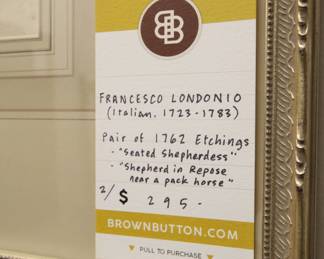 BB
FRANCESCO LONDONIO
(Italian, 1723-1783)
Pair of 1762 Etchings
- "Seated Shepherdess"
- "Shepherd in Repose
near a pack horse"
2/$ 295-
BROWNBUTTON.COM
▼ PULL TO PURCHASE ▼